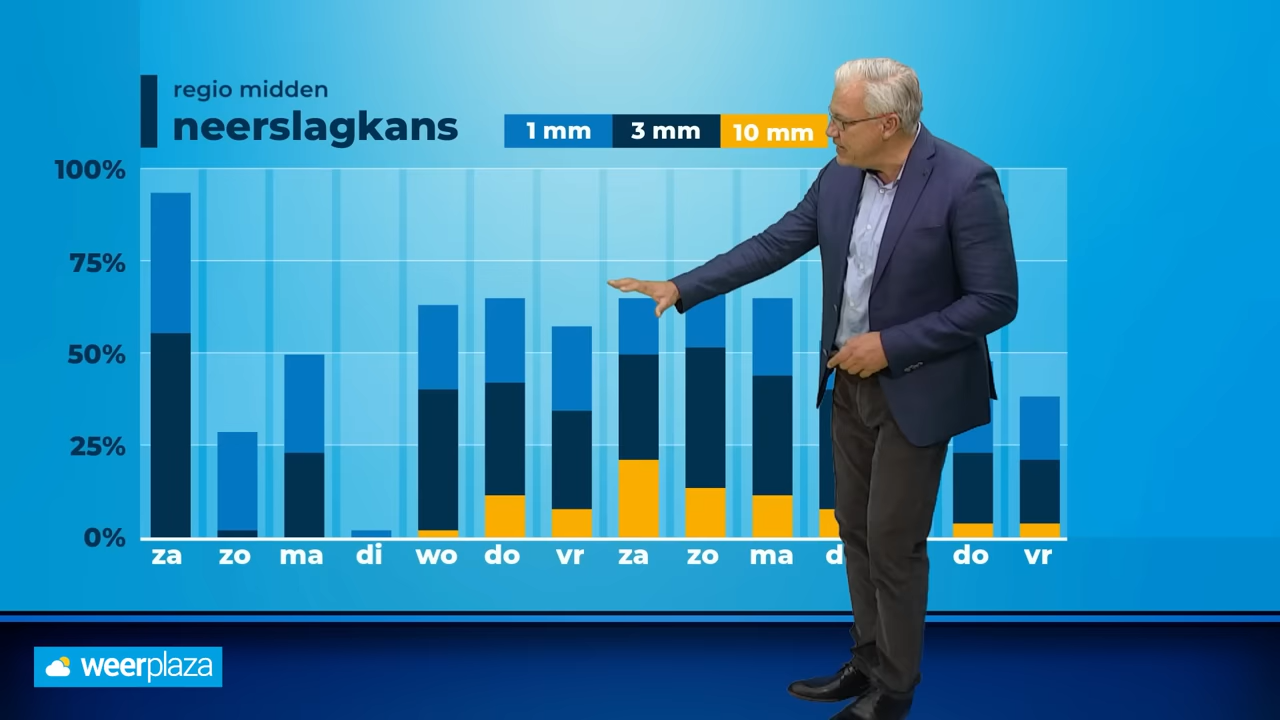 regio midden
neerslagkans
1 mm 3 mm 10 mm
100%
75%
50%
25%
0%
za zo ma di wo do vr za zo ma d do vr
weerplaza